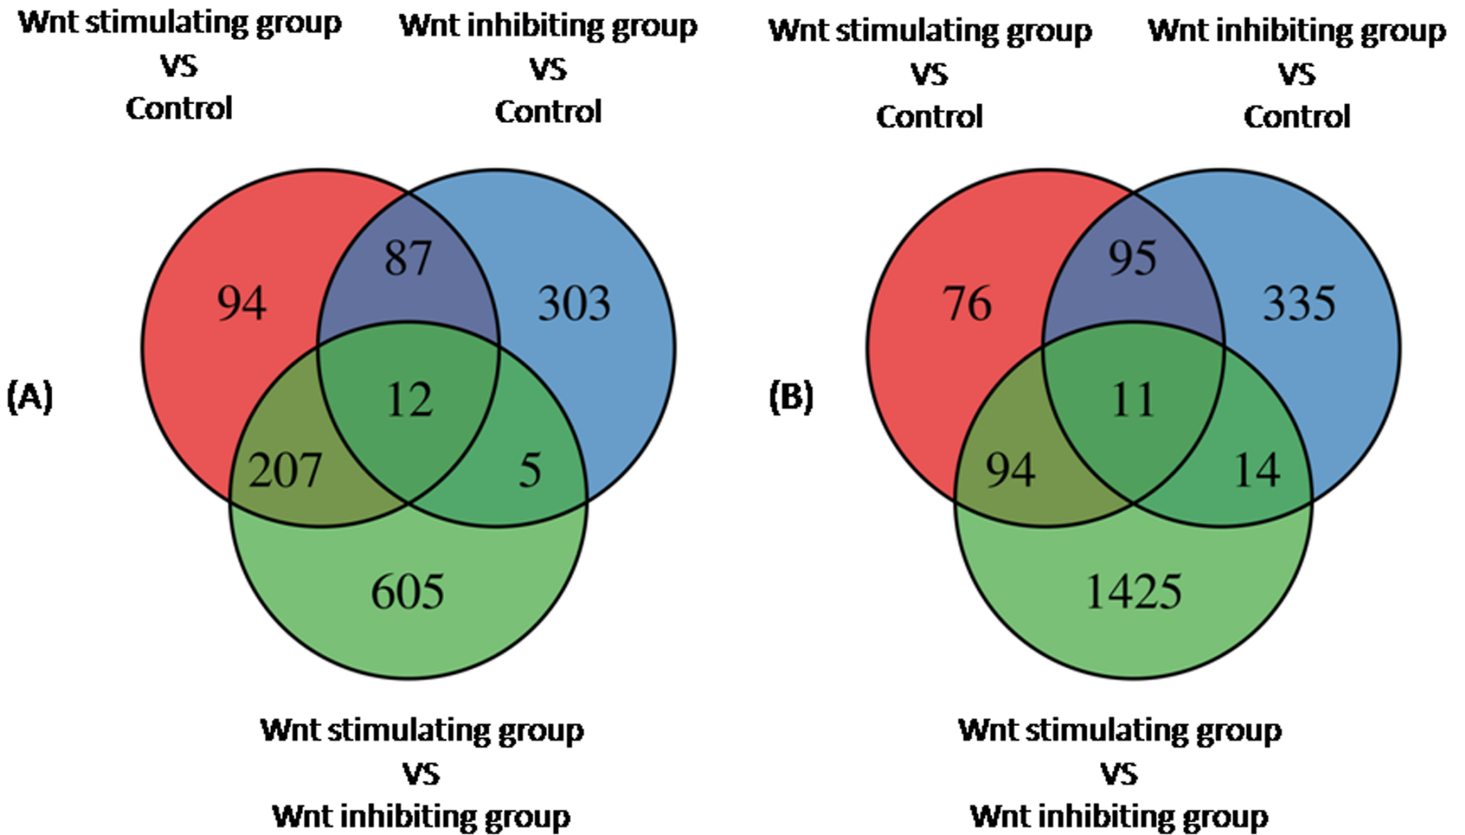 Wnt stimulating group
VS
Control
Wnt inhibiting group
VS
Control
94
87
303
12
207
5
605
(A)
Wnt stimulating group
VS
Wnt inhibiting group
Wnt stimulating group
VS
Control
Wnt inhibiting group
VS
Control
76
95
335
11
94
14
1425
(B)
Wnt stimulating group
VS
Wnt inhibiting group